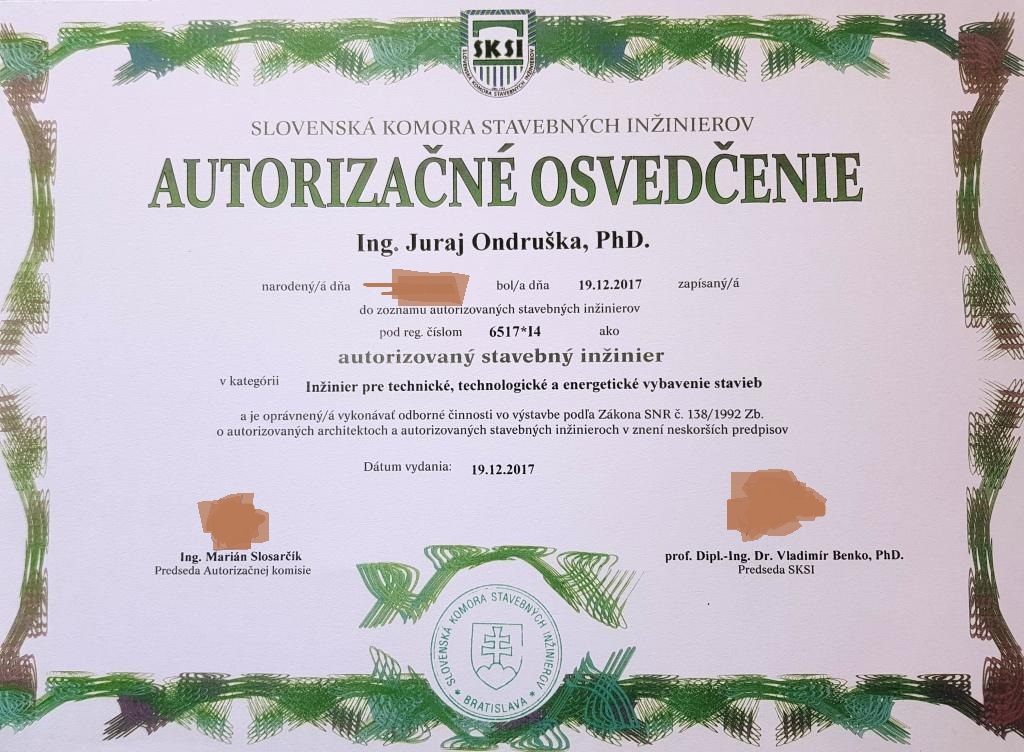 SKSI
SLOVENSKÁ KOMORA STAVEBNÝCH INŽINIEROV
SLOVENSKÁ KOMORA STAVEBNÝCH INŽINIEROV
AUTORIZAČNÉ OSVEDČENIE
Ing. Juraj Ondruška, PhD.
narodený/á dňa bol/a dňa 19.12.2017 zapísaný/á
do zoznamu autorizovaných stavebných inžinierov
pod reg. číslom 6517*I4 ako
autorizovaný stavebný inžinier
v kategórii Inžinier pre technické, technologické a energetické vybavenie stavieb
a je oprávnený/á vykonávať odborné činnosti vo výstavbe podľa Zákona SNR č. 138/1992 Zb.
o autorizovaných architektoch a autorizovaných stavebných inžinieroch v znení neskorších predpisov
Dátum vydania: 19.12.2017
Ing. Marián Slosarčík
Predseda Autorizačnej komisie
prof. Dipl.-Ing. Dr. Vladimír Benko, PhD.
Predseda SKSI
SLOVENSKÁ KOMORA STAVEBNÝCH INŽINIEROV
* BRATISLAVA *